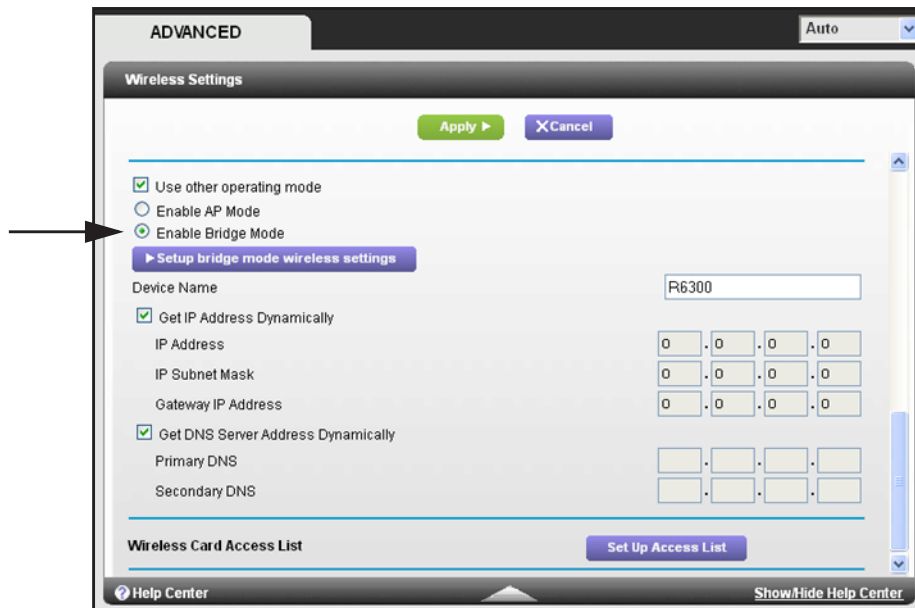 ADVANCED
Auto
Wireless Settings
Apply
Cancel
Use other operating mode
Enable AP Mode
Enable Bridge Mode
Setup bridge mode wireless settings
Device Name R6300
Get IP Address Dynamically
IP Address 0 . 0 . 0 . 0
IP Subnet Mask 0 . 0 . 0 . 0
Gateway IP Address 0 . 0 . 0 . 0
Get DNS Server Address Dynamically
Primary DNS . . .
Secondary DNS . . .
Wireless Card Access List Set Up Access List
? Help Center Show/Hide Help Center